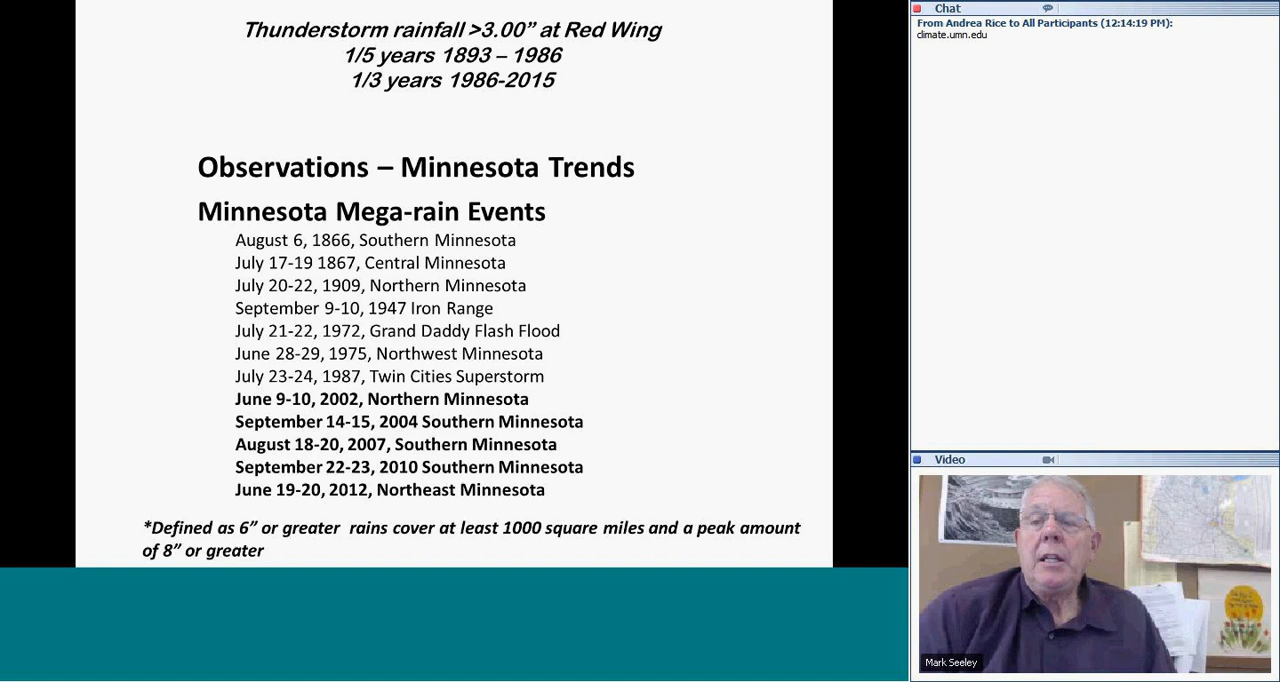 Thunderstorm rainfall >3.00” at Red Wing
1/5 years 1893 – 1986
1/3 years 1986-2015
Observations – Minnesota Trends
Minnesota Mega-rain Events
August 6, 1866, Southern Minnesota
July 17-19 1867, Central Minnesota
July 20-22, 1909, Northern Minnesota
September 9-10, 1947 Iron Range
July 21-22, 1972, Grand Daddy Flash Flood
June 28-29, 1975, Northwest Minnesota
July 23-24, 1987, Twin Cities Superstorm
June 9-10, 2002, Northern Minnesota
September 14-15, 2004 Southern Minnesota
August 18-20, 2007, Southern Minnesota
September 22-23, 2010 Southern Minnesota
June 19-20, 2012, Northeast Minnesota
*Defined as 6” or greater rains cover at least 1000 square miles and a peak amount
of 8” or greater
Chat
From Andrea Rice to All Participants (12:14:19 PM):
climate.umn.edu
Video
Mark Seeley